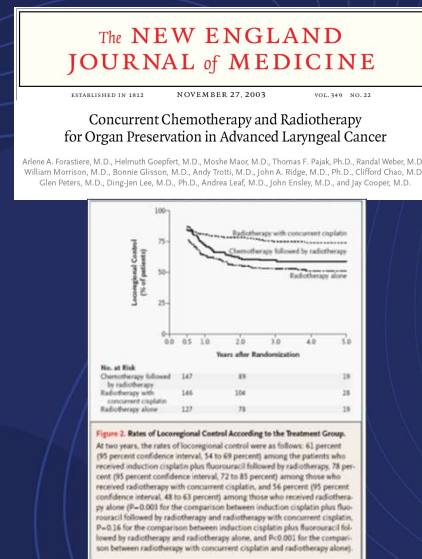 The NEW ENGLAND
JOURNAL of MEDICINE
ESTABLISHED IN 1812 NOVEMBER 27, 2003 VOL. 349 NO. 22
Concurrent Chemotherapy and Radiotherapy
for Organ Preservation in Advanced Laryngeal Cancer
Arlene A. Forastiere, M.D., Helmuth Goepfert, M.D., Moshe Maor, M.D., Thomas F. Pajak, Ph.D., Randal Weber, M.D
William Morrison, M.D., Bonnie Glisson, M.D., Andy Trotti, M.D., John A. Ridge, M.D., Ph.D., Clifford Chao, M.D
Glen Peters, M.D., Ding-Jen Lee, M.D., Ph.D., Andrea Leaf, M.D., John Ensley, M.D., and Jay Cooper, M.D.
Locoregional Control
(% of patients)
100
75
50
25
0
Radiotherapy with concurrent cisplatin
Chemotherapy followed by radiotherapy
Radiotherapy alone
0.0 0.5 1.0 2.0 3.0 4.0 5.0
Years after Randomization
No. at Risk
Chemotherapy followed 147 89
by radiotherapy
Radiotherapy with 146 104
concurrent cisplatin
Radiotherapy alone 127 78
Figure 2. Rates of Locoregional Control According to the Treatment Group.
At two years, the rates of locoregional control were as follows: 61 percent
(95 percent confidence interval, 54 to 69 percent) among the patients who
received induction cisplatin plus fluorouracil followed by radiotherapy, 78 per-
cent (95 percent confidence interval, 72 to 85 percent) among those who
received radiotherapy with concurrent cisplatin, and 56 percent (95 percent
confidence interval, 48 to 63 percent) among those who received radiothera-
py alone (P=0.003 for the comparison between induction cisplatin plus fluo-
rouracil followed by radiotherapy and radiotherapy with concurrent cisplatin,
P=0.16 for the comparison between induction cisplatin plus fluorouracil fol-
lowed by radiotherapy and radiotherapy alone, and P<0.001 for the compari-
son between radiotherapy with concurrent cisplatin and radiotherapy alone).